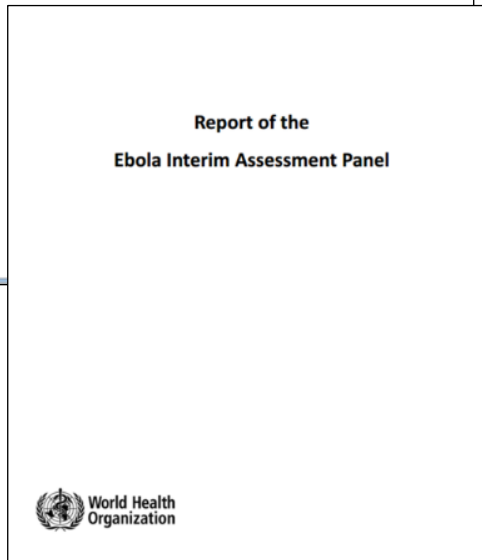 Report of the
Ebola Interim Assessment Panel
World Health
Organization